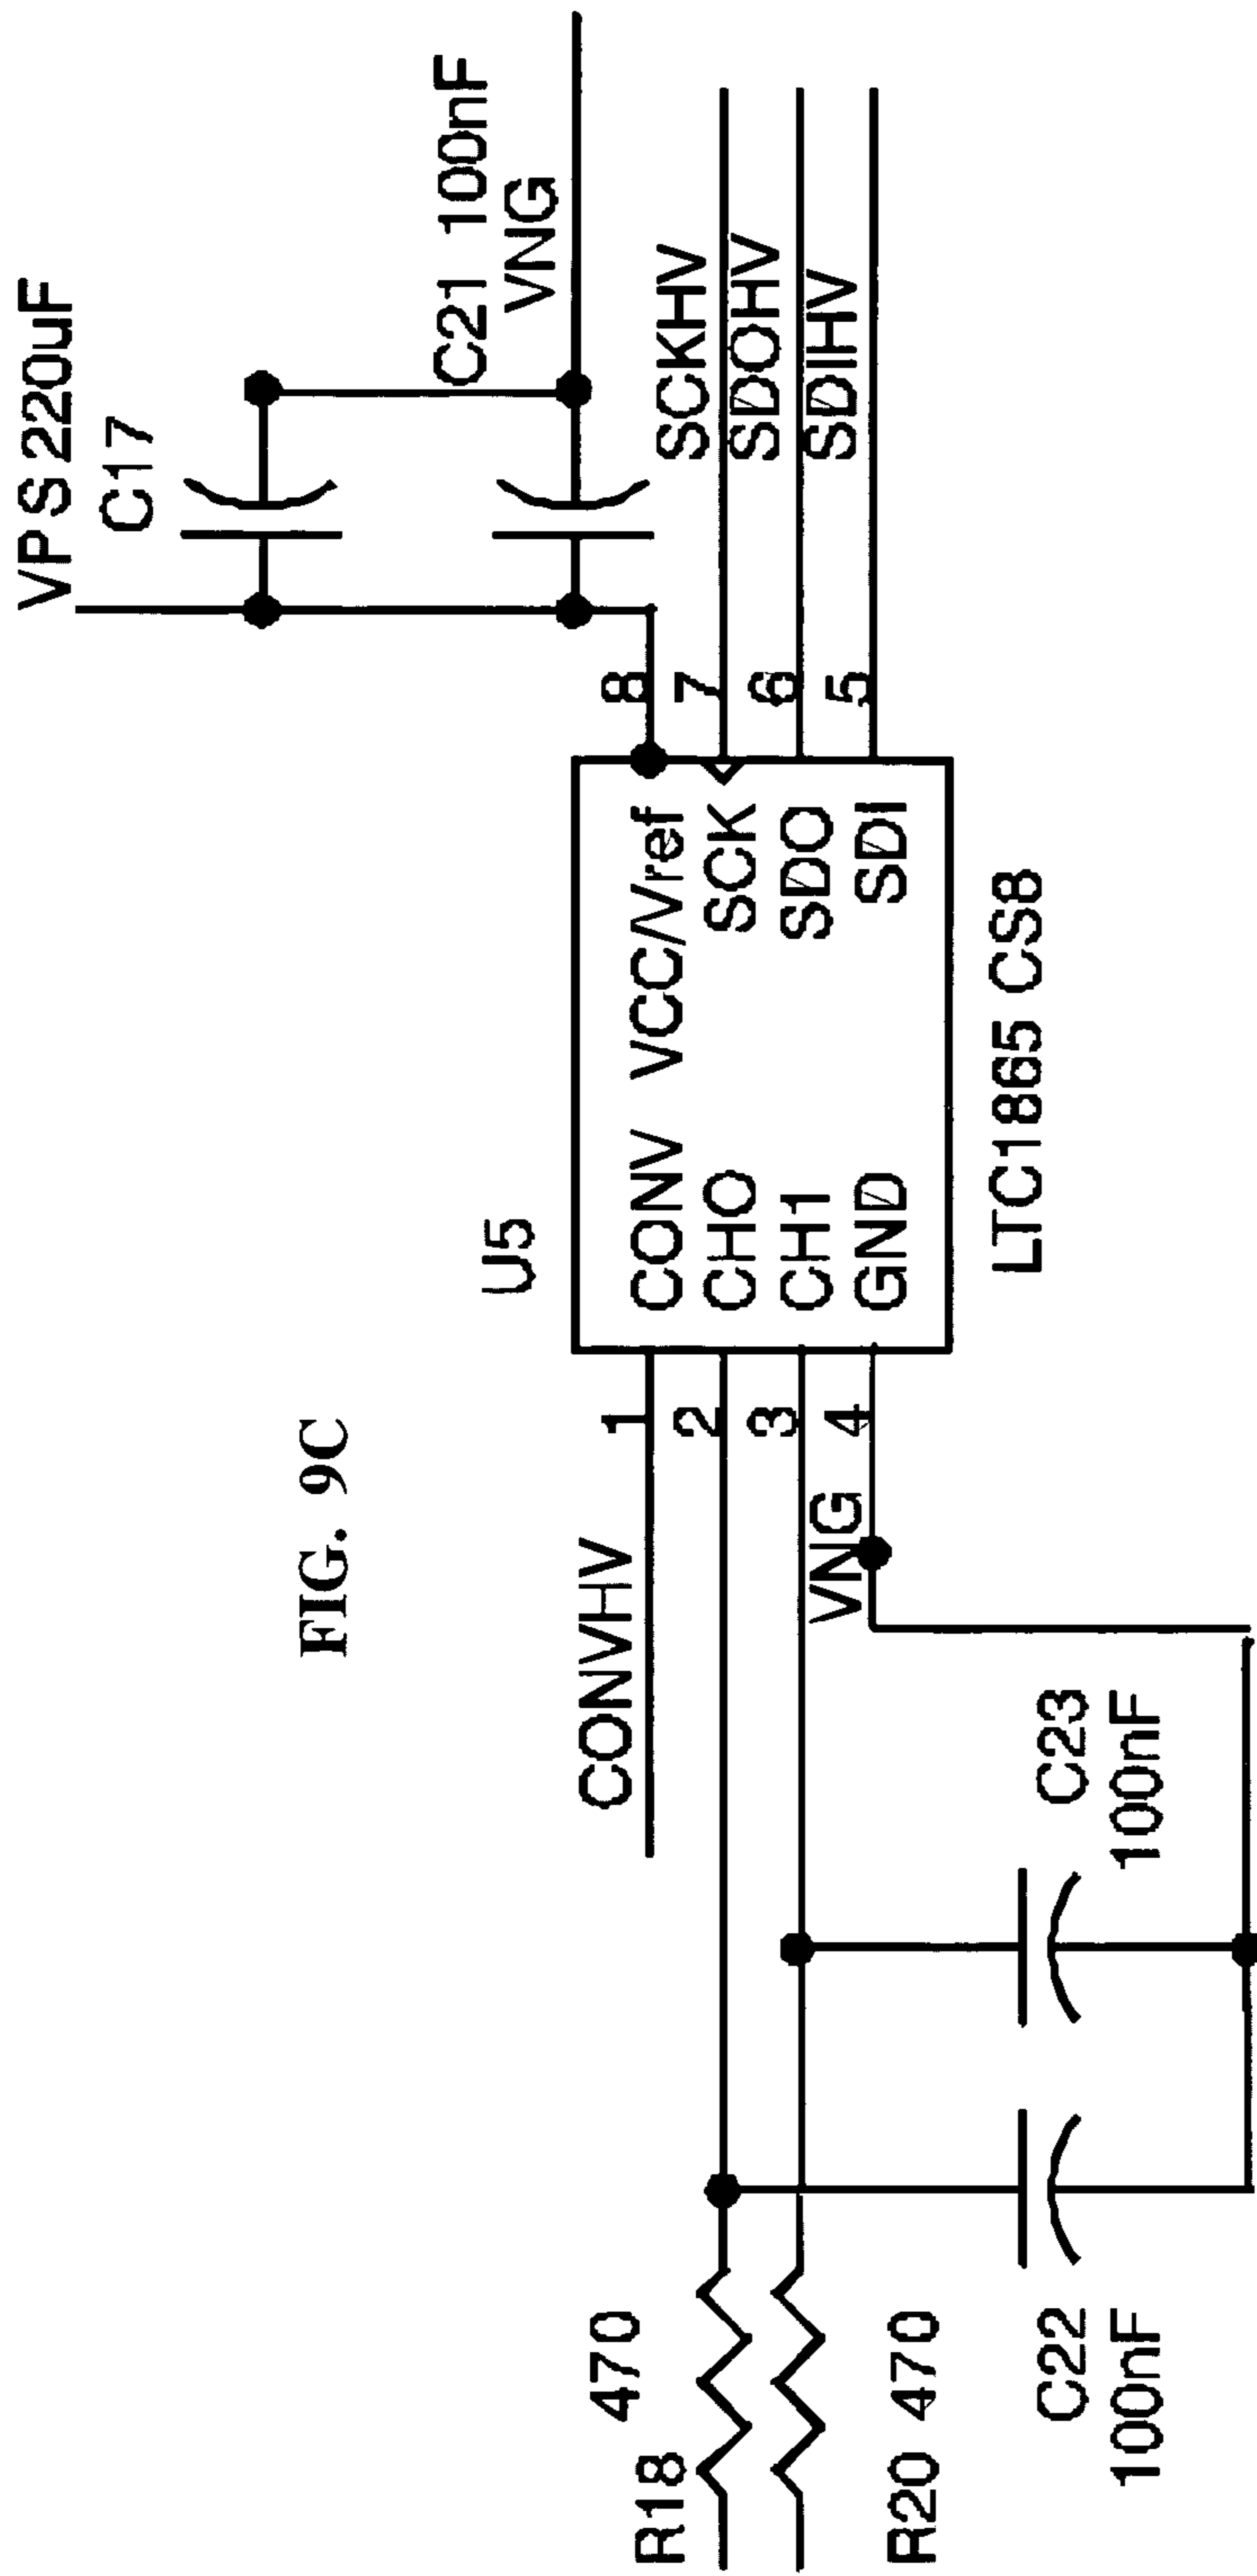 FIG. 9C
VPS 220uF
C17
C21 100nF
VNG
U5
CONVHV
1
2
3
4
VNG
CONV VCC/Vref
CHO SCK
CH1 SDO
GND SDI
8
7
6
5
SCKHV
SDOHV
SDIHV
LTC1865 CS8
R18 470
R20 470
C22
100nF
C23
100nF